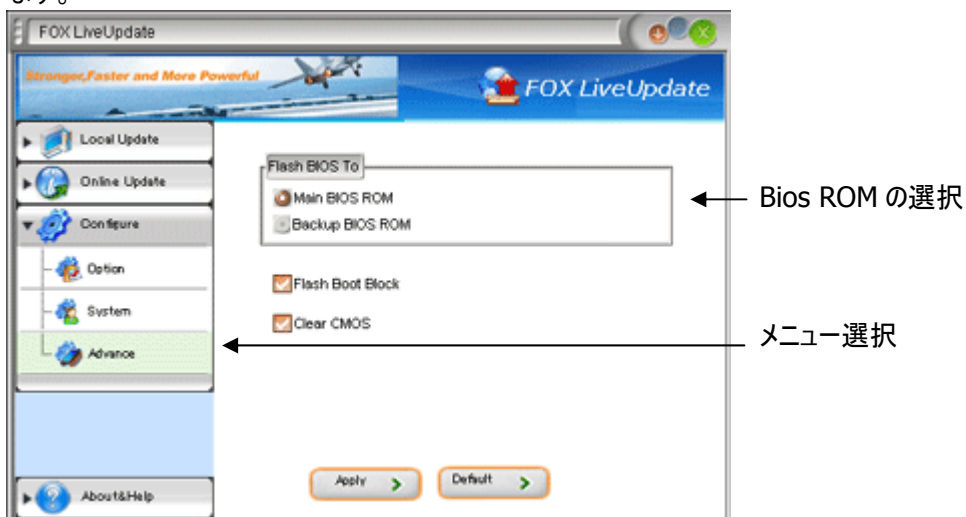 ます。
FOX LiveUpdate
Stronger,Faster and More Powerful
FOX LiveUpdate
Local Update
Online Update
Configure
Option
System
Advance
About&Help
Flash BIOS To
Main BIOS ROM
Backup BIOS ROM
Flash Boot Block
Clear CMOS
Apply
Default
Bios ROM の選択
メニュー選択